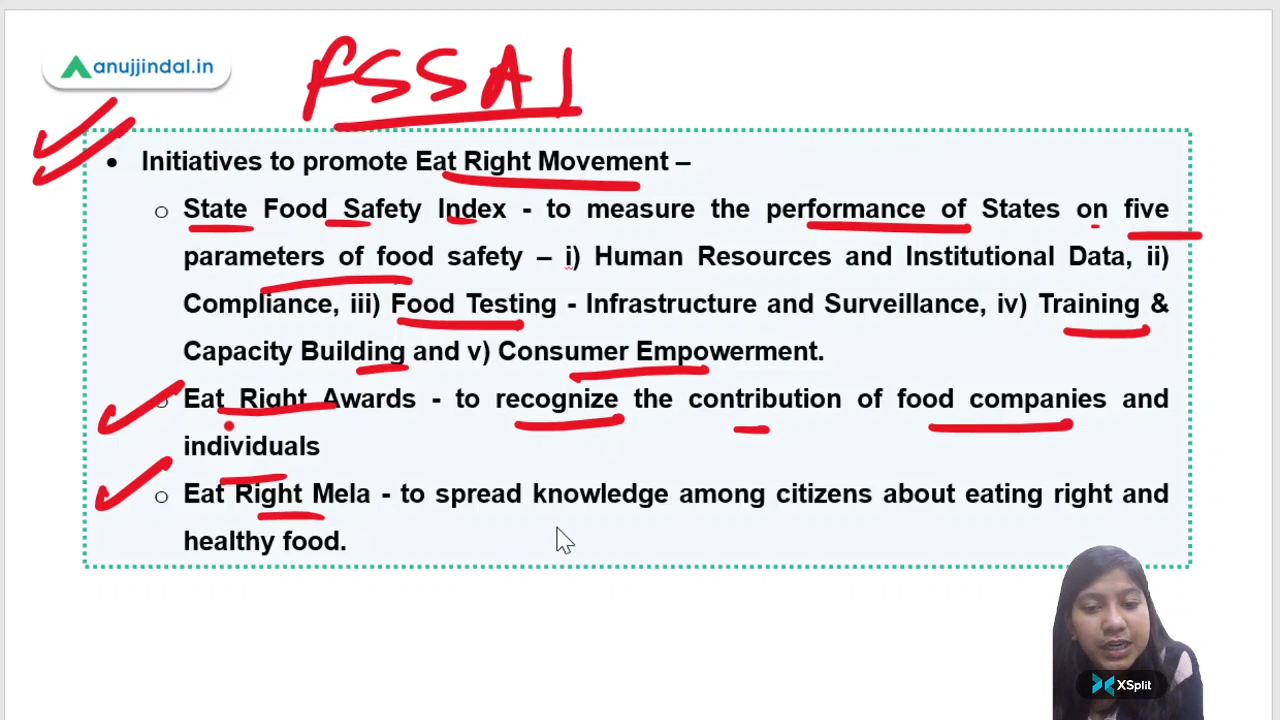 anujjindal.in
FSSAI
• Initiatives to promote Eat Right Movement –
o State Food Safety Index - to measure the performance of States on five
parameters of food safety – i) Human Resources and Institutional Data, ii)
Compliance, iii) Food Testing - Infrastructure and Surveillance, iv) Training &
Capacity Building and v) Consumer Empowerment.
o Eat Right Awards - to recognize the contribution of food companies and
individuals
o Eat Right Mela - to spread knowledge among citizens about eating right and
healthy food.
XSplit